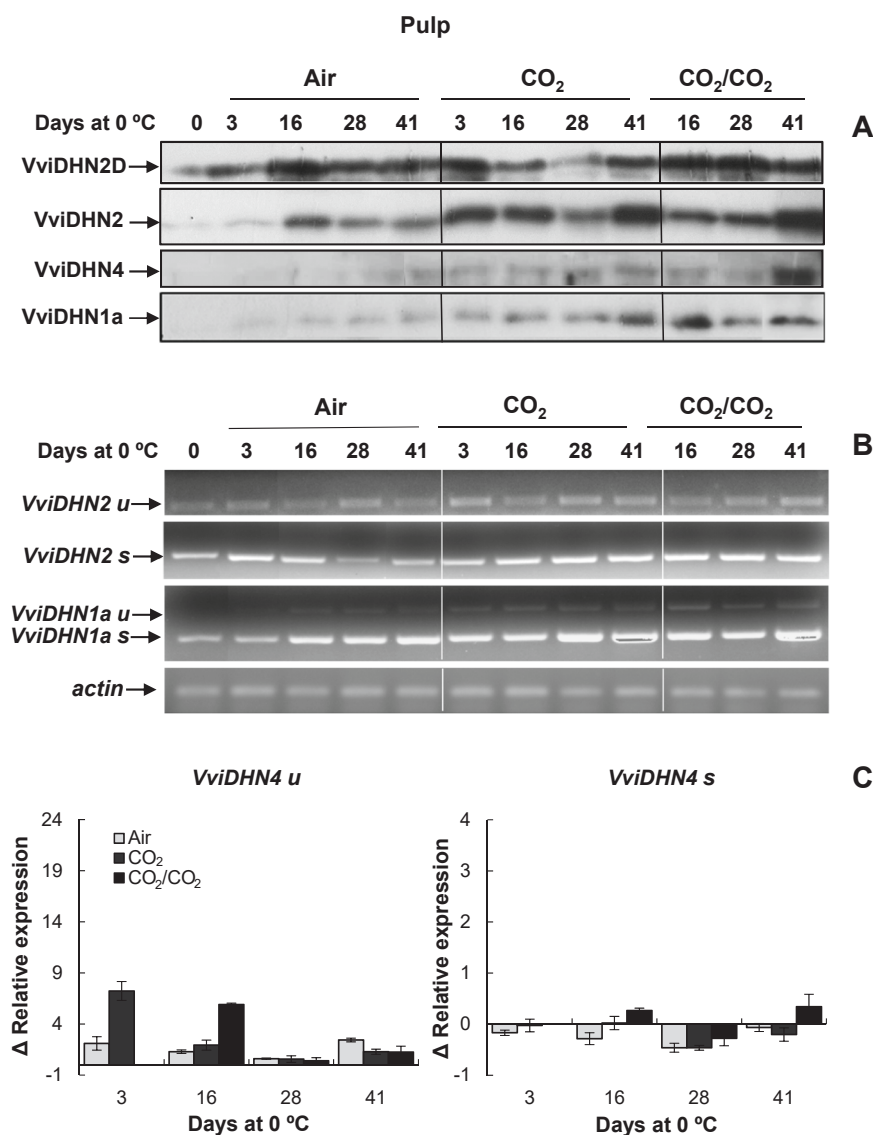 Pulp
Air CO₂ CO₂/CO₂
Days at 0 ºC 0 3 16 28 41 3 16 28 41 16 28 41 A
VviDHN2D
VviDHN2
VviDHN4
VviDHN1a
Air CO₂ CO₂/CO₂
Days at 0 ºC 0 3 16 28 41 3 16 28 41 16 28 41 B
VviDHN2 u
VviDHN2 s
VviDHN1a u
VviDHN1a s
actin
VviDHN4 u VviDHN4 s C
Δ Relative expression
24
19
14
9
4
-1
Air
CO₂
CO₂/CO₂
3 16 28 41
Days at 0 ºC
Δ Relative expression
4
3
2
1
0
-1
3 16 28 41
Days at 0 ºC